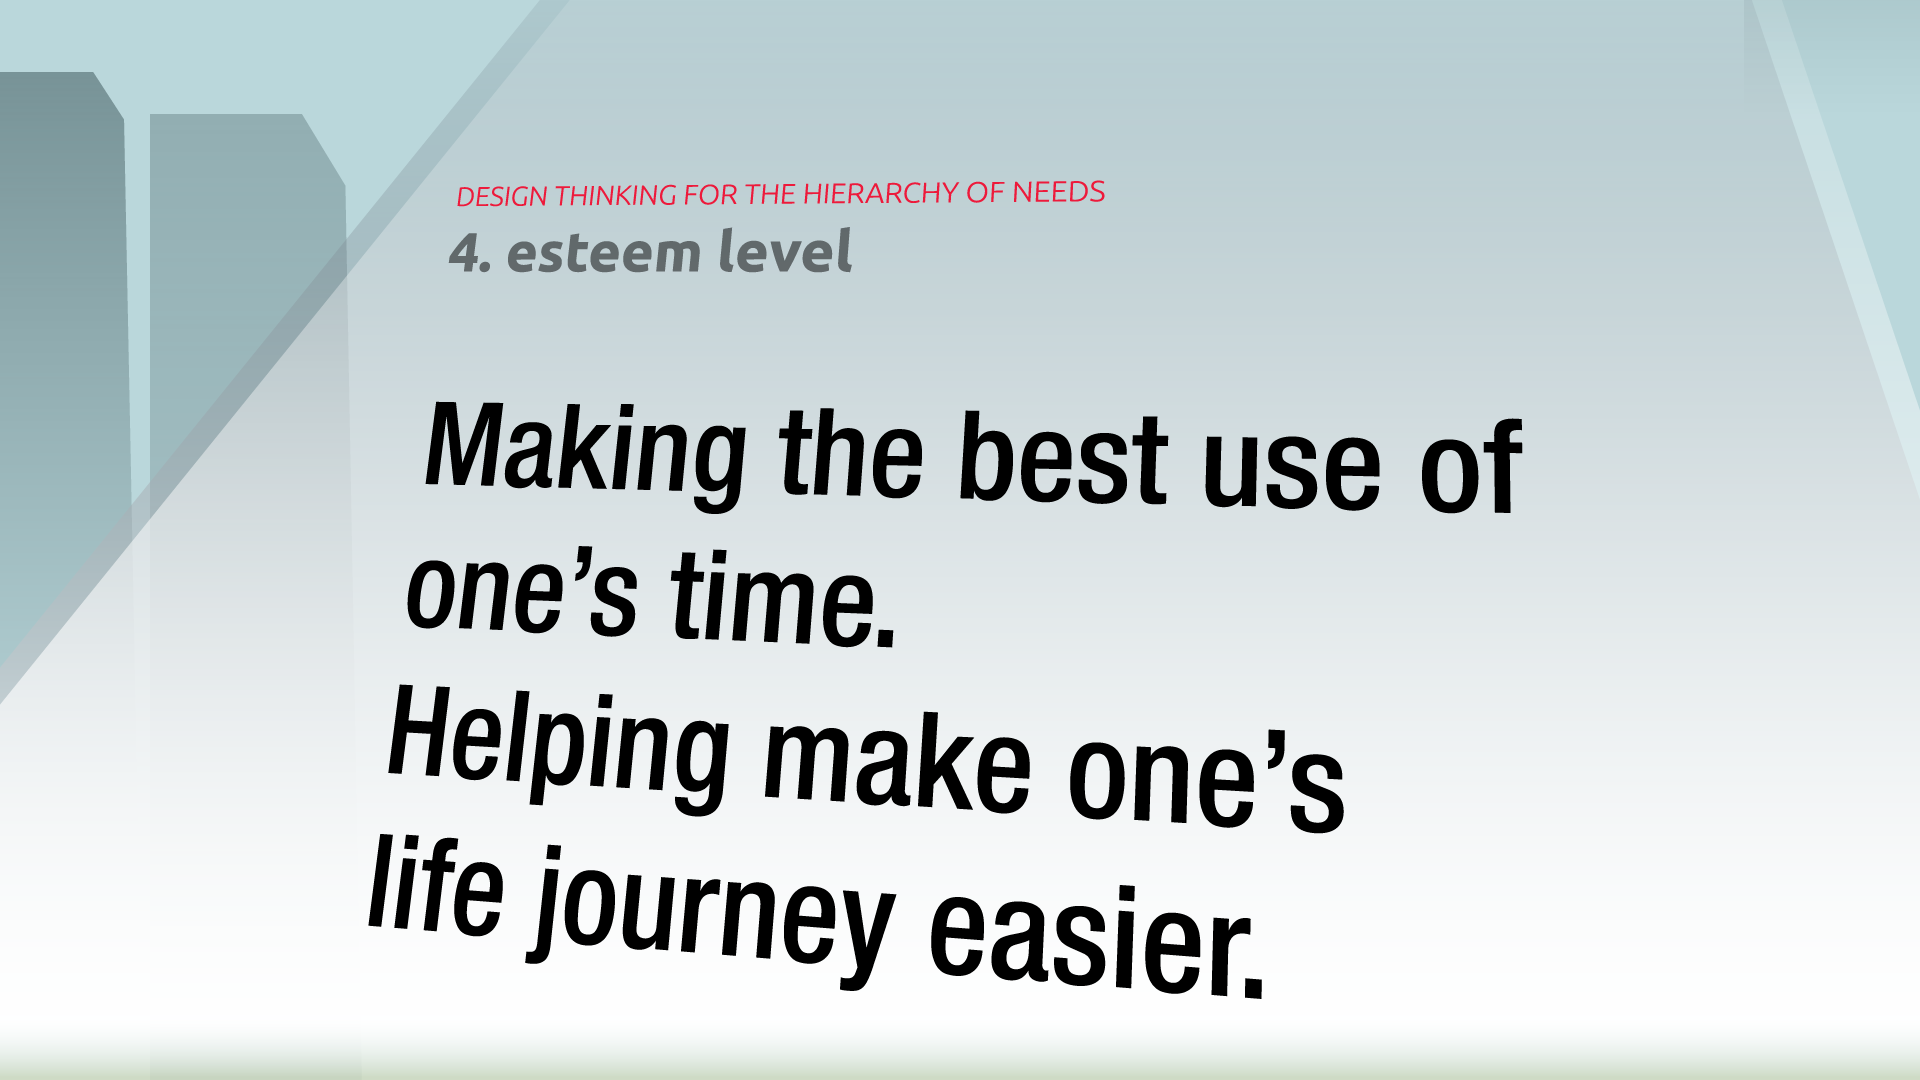 DESIGN THINKING FOR THE HIERARCHY OF NEEDS
4. esteem level
Making the best use of
one’s time.
Helping make one’s
life journey easier.